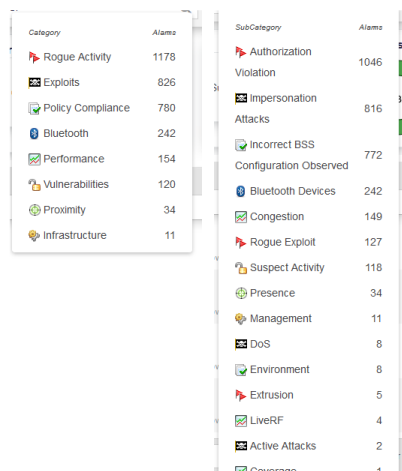 Category Alarms
Rogue Activity 1178
Exploits 826
Policy Compliance 780
Bluetooth 242
Performance 154
Vulnerabilities 120
Proximity 34
Infrastructure 11
SubCategory Alarms
Authorization
Violation 1046
Impersonation
Attacks 816
Incorrect BSS
Configuration Observed 772
Bluetooth Devices 242
Congestion 149
Rogue Exploit 127
Suspect Activity 118
Presence 34
Management 11
DoS 8
Environment 8
Extrusion 5
LiveRF 4
Active Attacks 2
Coverage 1